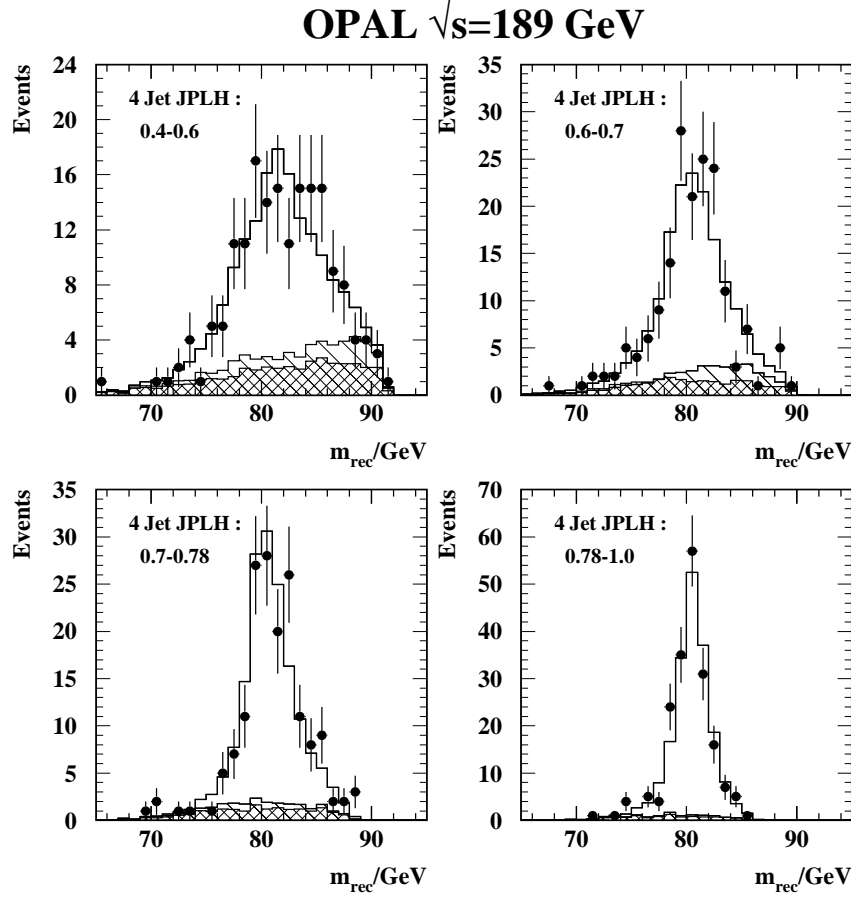 OPAL √s=189 GeV
Events
24
20
16
12
8
4
0
4 Jet JPLH :
0.4-0.6
70 80 90
m_rec/GeV
Events
35
30
25
20
15
10
5
0
4 Jet JPLH :
0.6-0.7
70 80 90
m_rec/GeV
Events
35
30
25
20
15
10
5
0
4 Jet JPLH :
0.7-0.78
70 80 90
m_rec/GeV
Events
70
60
50
40
30
20
10
0
4 Jet JPLH :
0.78-1.0
70 80 90
m_rec/GeV